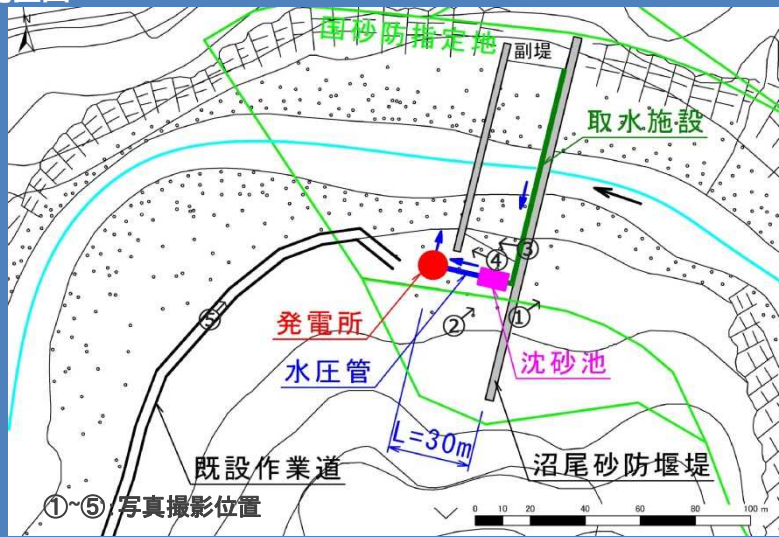 国砂防指定地
副堤
取水施設
③
④
①
②
⑤
発電所
水圧管
沈砂池
L=30m
既設作業道
沼尾砂防堰堤
①~⑤:写真撮影位置
0 10 20 40 60 80 100 m